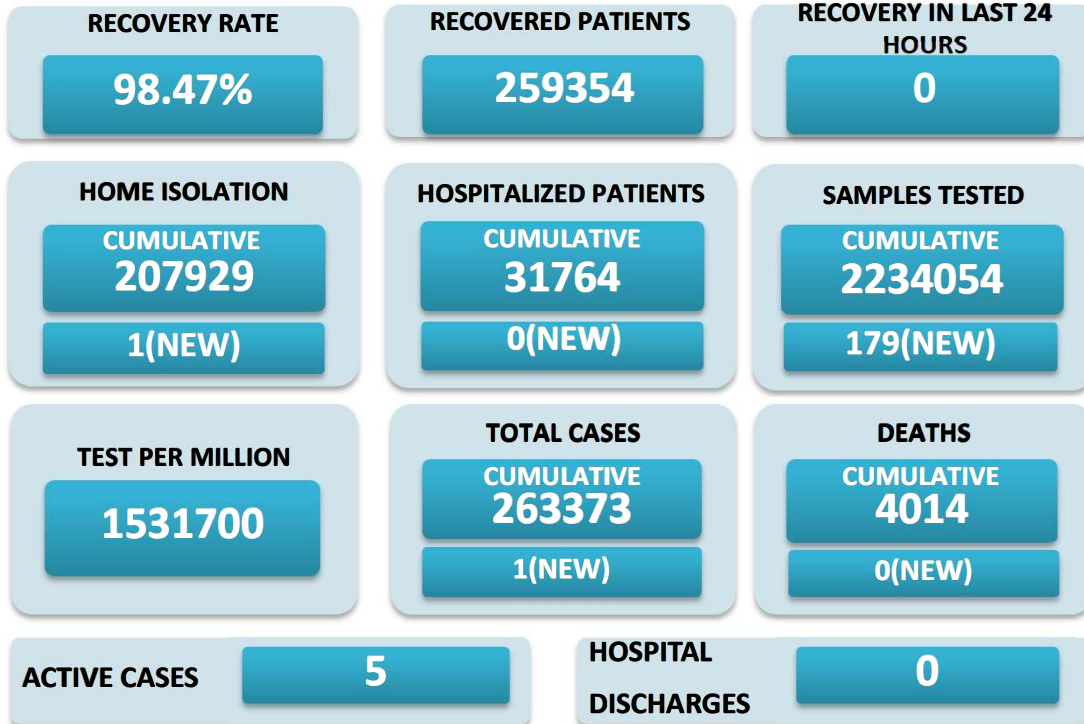 RECOVERY RATE
98.47%
RECOVERED PATIENTS
259354
RECOVERY IN LAST 24
HOURS
0
HOME ISOLATION
CUMULATIVE
207929
1(NEW)
HOSPITALIZED PATIENTS
CUMULATIVE
31764
0(NEW)
SAMPLES TESTED
CUMULATIVE
2234054
179(NEW)
TEST PER MILLION
1531700
TOTAL CASES
CUMULATIVE
263373
1(NEW)
DEATHS
CUMULATIVE
4014
0(NEW)
ACTIVE CASES
5
HOSPITAL
DISCHARGES
0